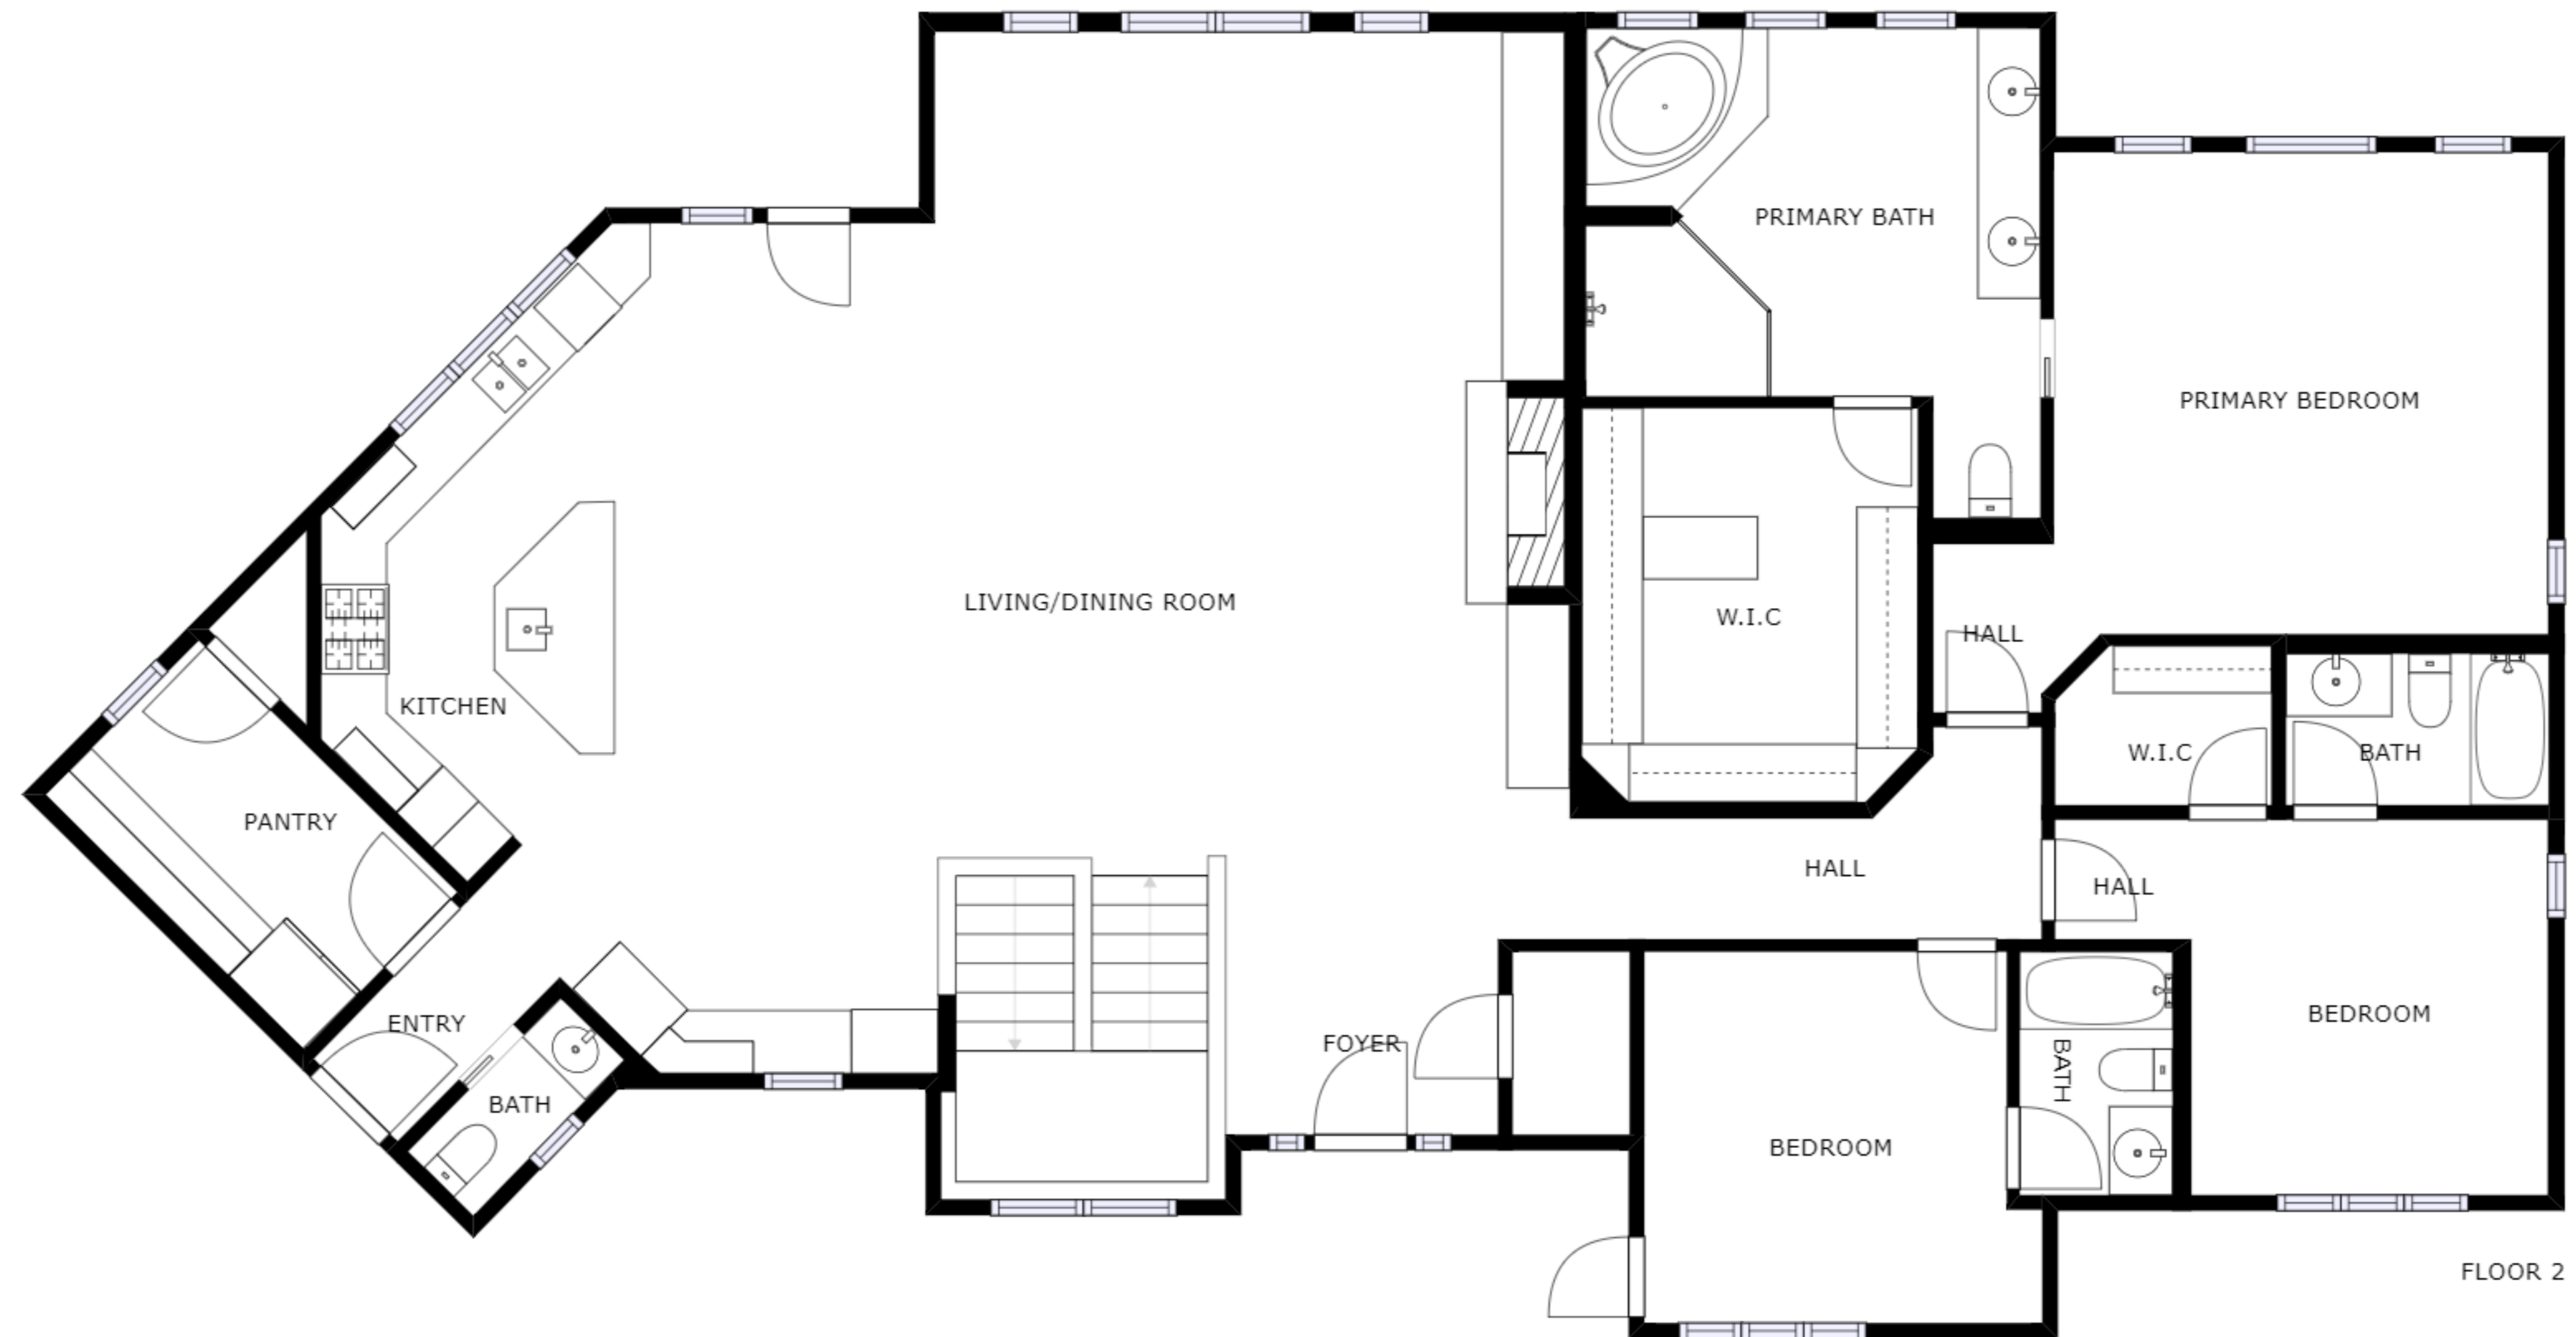 PRIMARY BATH
PRIMARY BEDROOM
LIVING/DINING ROOM
W.I.C
HALL
KITCHEN
W.I.C
BATH
PANTRY
HALL
HALL
ENTRY
FOYER
BEDROOM
BATH
BATH
BEDROOM
FLOOR 2